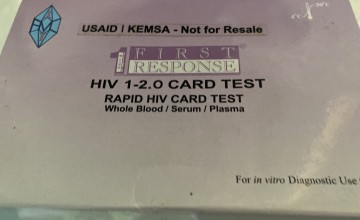 USAID / KEMSA - Not for Resale
1 FIRST
RESPONSE
HIV 1-2.0 CARD TEST
RAPID HIV CARD TEST
Whole Blood / Serum / Plasma
For in vitro Diagnostic Use